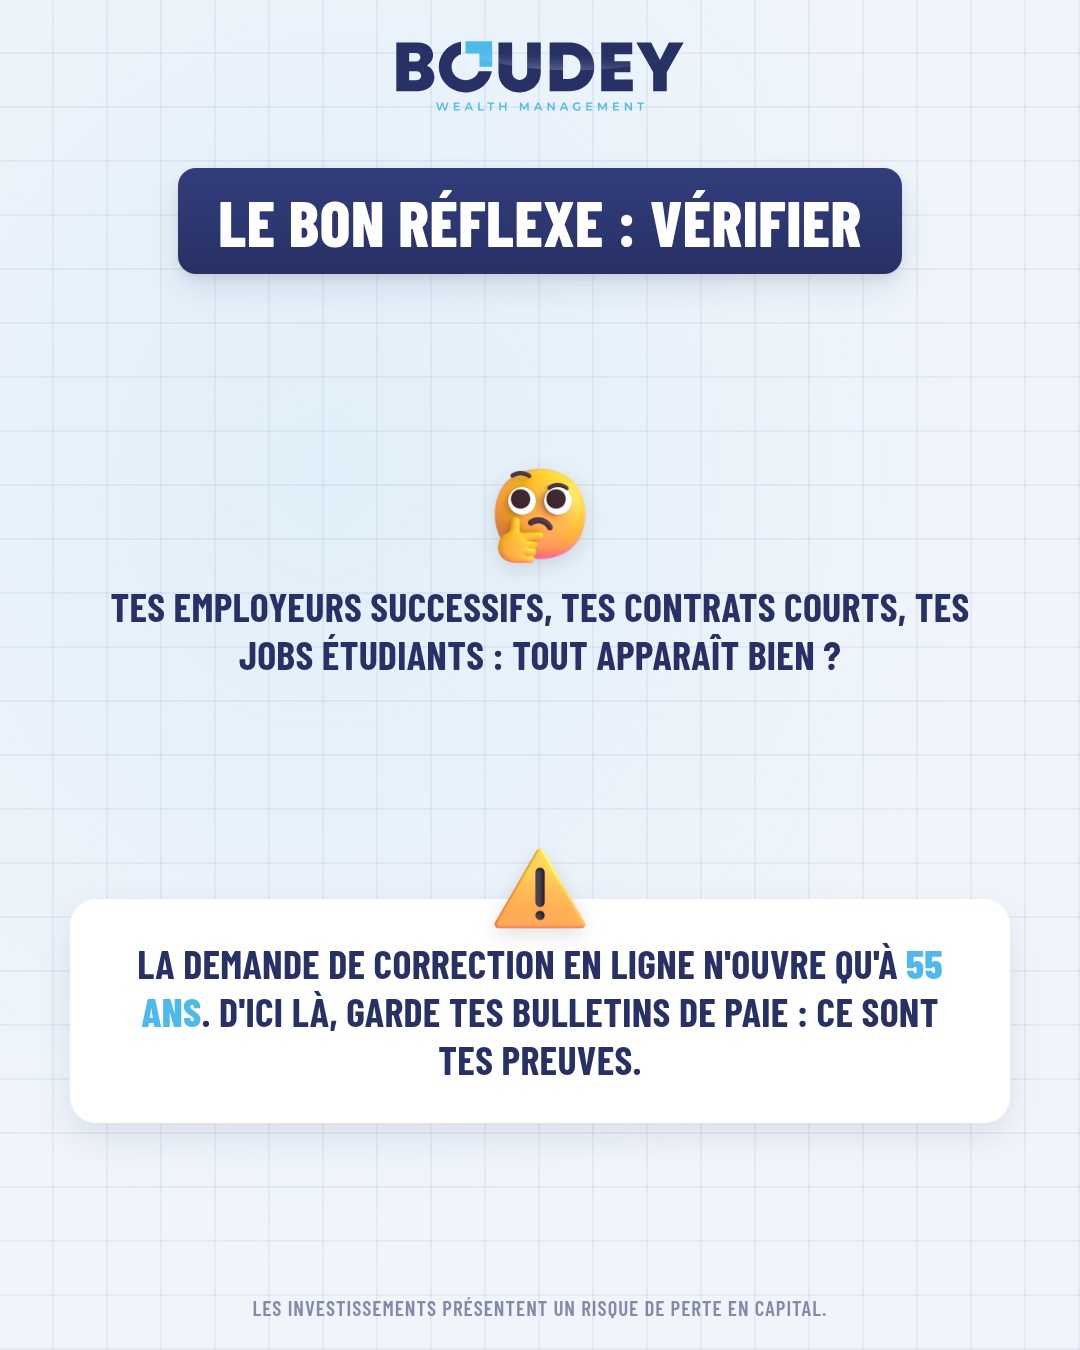 BOUDEY
WEALTH MANAGEMENT
LE BON RÉFLEXE : VÉRIFIER
TES EMPLOYEURS SUCCESSIFS, TES CONTRATS COURTS, TES
JOBS ÉTUDIANTS : TOUT APPARAÎT BIEN ?
LA DEMANDE DE CORRECTION EN LIGNE N'OUVRE QU'À 55
ANS. D'ICI LÀ, GARDE TES BULLETINS DE PAIE : CE SONT
TES PREUVES.
LES INVESTISSEMENTS PRÉSENTENT UN RISQUE DE PERTE EN CAPITAL.